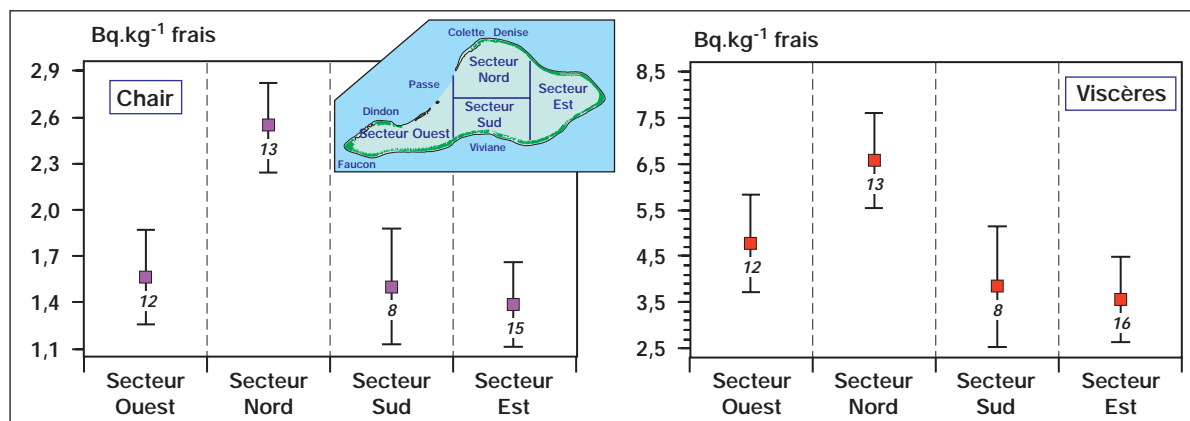 Bq.kg-1 frais
2,9
2,6
2,3
2,0
1,7
1,4
1,1
Chair
12
13
8
15
Secteur Ouest
Secteur Nord
Secteur Sud
Secteur Est
Colette Denise
Passe
Secteur Nord
Secteur Est
Dindon
Secteur Sud
Secteur Ouest
Viviane
Faucon
Bq.kg-1 frais
8,5
7,5
6,5
5,5
4,5
3,5
2,5
Viscères
12
13
8
16
Secteur Ouest
Secteur Nord
Secteur Sud
Secteur Est